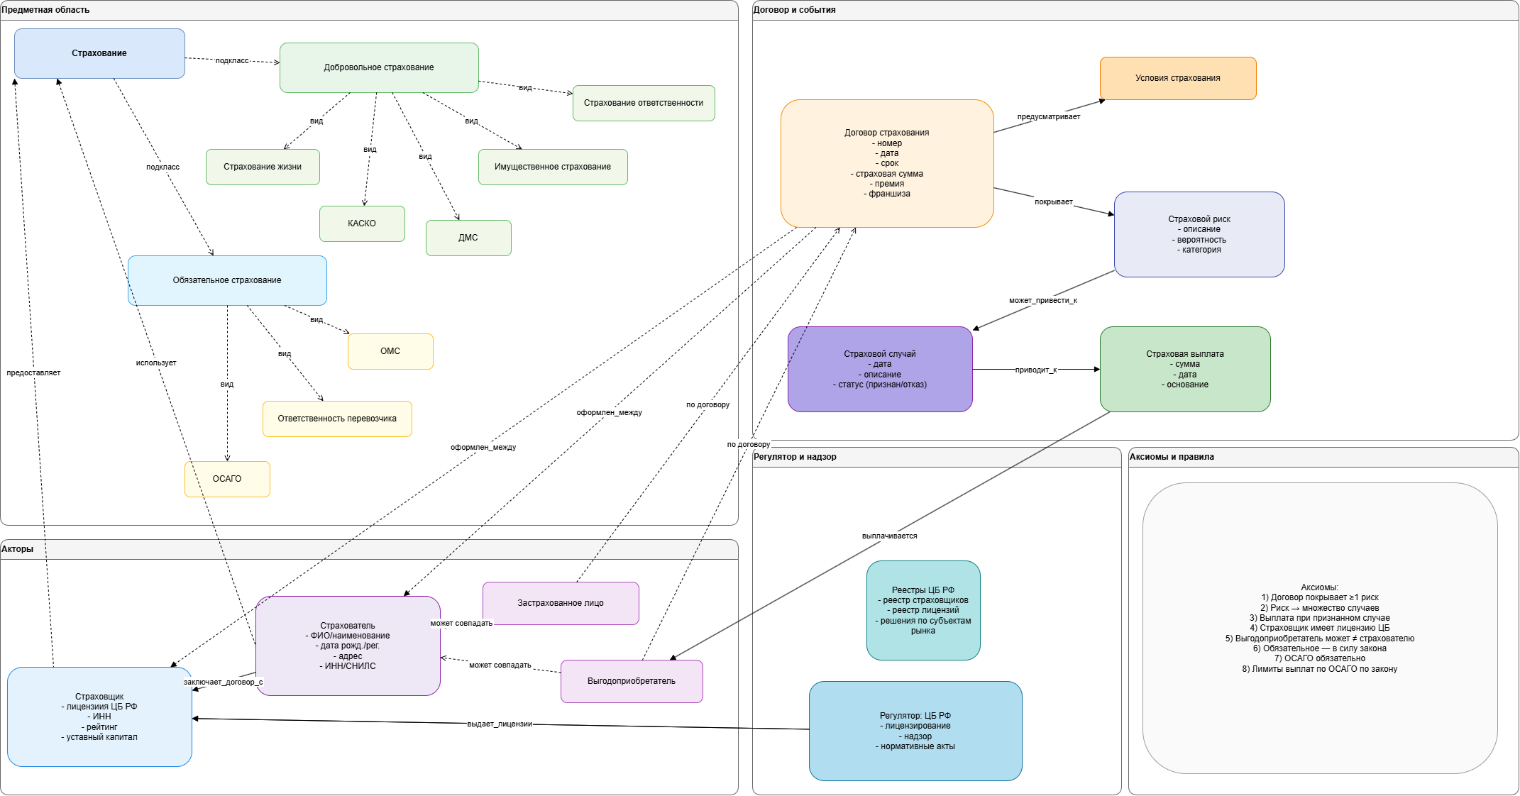 Предметная область
Страхование
подкласс
Добровольное страхование
вид
Страхование ответственности
вид
вид
вид
вид
Страхование жизни
Имущественное страхование
КАСКО
ДМС
подкласс
Обязательное страхование
вид
ОМС
вид
Ответственность перевозчика
вид
ОСАГО
предоставляет
использует
оформлен_между
оформлен_между
по договору
по договору
Договор и события
Условия страхования
предусматривает
Договор страхования
- номер
- дата
- срок
- страховая сумма
- премия
- франшиза
покрывает
Страховой риск
- описание
- вероятность
- категория
может_привести_к
Страховой случай
- дата
- описание
- статус (признан/отказ)
приводит_к
Страховая выплата
- сумма
- дата
- основание
выплачивается
Акторы
Застрахованное лицо
может совпадать
Страхователь
- ФИО/наименование
- дата рожд./рег.
- адрес
- ИНН/СНИЛС
может совпадать
Выгодоприобретатель
заключает_договор_с
Страховщик
- лицензиия ЦБ РФ
- ИНН
- рейтинг
- уставный капитал
выдает_лицензии
Регулятор и надзор
Реестры ЦБ РФ
- реестр страховщиков
- реестр лицензий
- решения по субъектам
рынка
Регулятор: ЦБ РФ
- лицензирование
- надзор
- нормативные акты
Аксиомы и правила
Аксиомы:
1) Договор покрывает ≥1 риск
2) Риск → множество случаев
3) Выплата при признанном случае
4) Страховщик имеет лицензию ЦБ
5) Выгодоприобретатель может ≠ страхователю
6) Обязательное — в силу закона
7) ОСАГО обязательно
8) Лимиты выплат по ОСАГО по закону